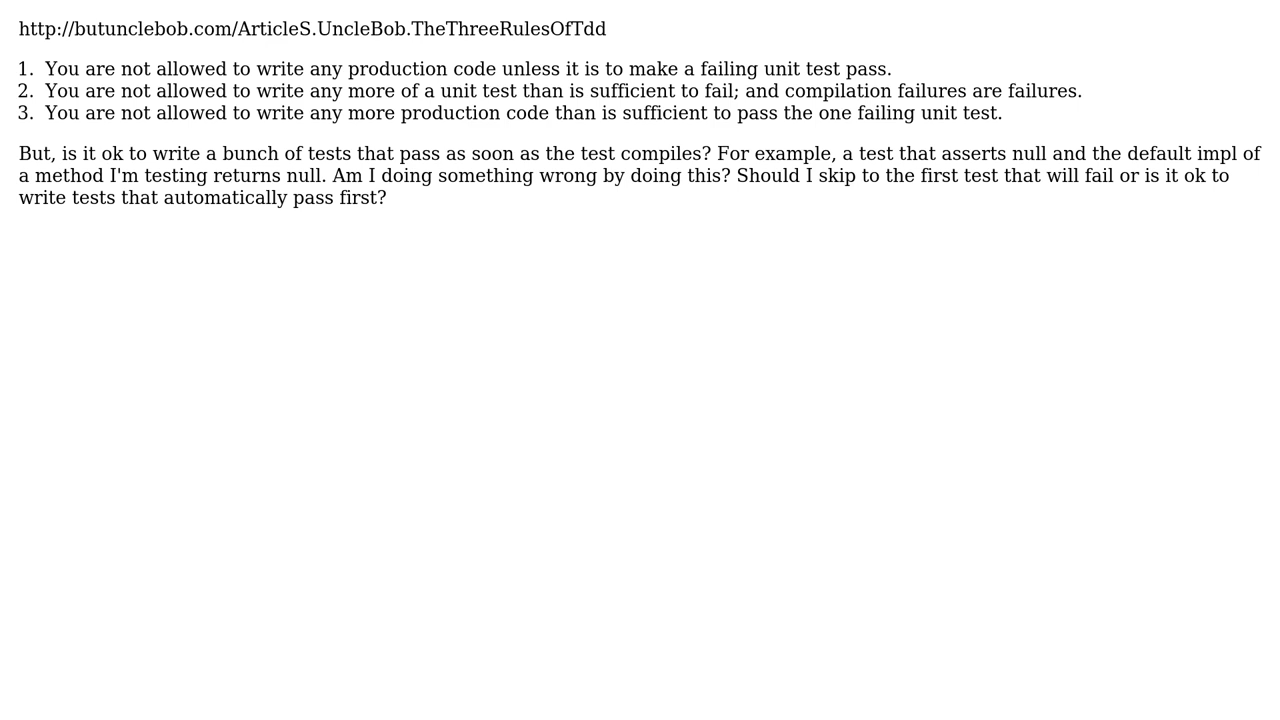 http://butunclebob.com/ArticleS.UncleBob.TheThreeRulesOfTdd
1. You are not allowed to write any production code unless it is to make a failing unit test pass.
2. You are not allowed to write any more of a unit test than is sufficient to fail; and compilation failures are failures.
3. You are not allowed to write any more production code than is sufficient to pass the one failing unit test.
But, is it ok to write a bunch of tests that pass as soon as the test compiles? For example, a test that asserts null and the default impl of
a method I'm testing returns null. Am I doing something wrong by doing this? Should I skip to the first test that will fail or is it ok to
write tests that automatically pass first?